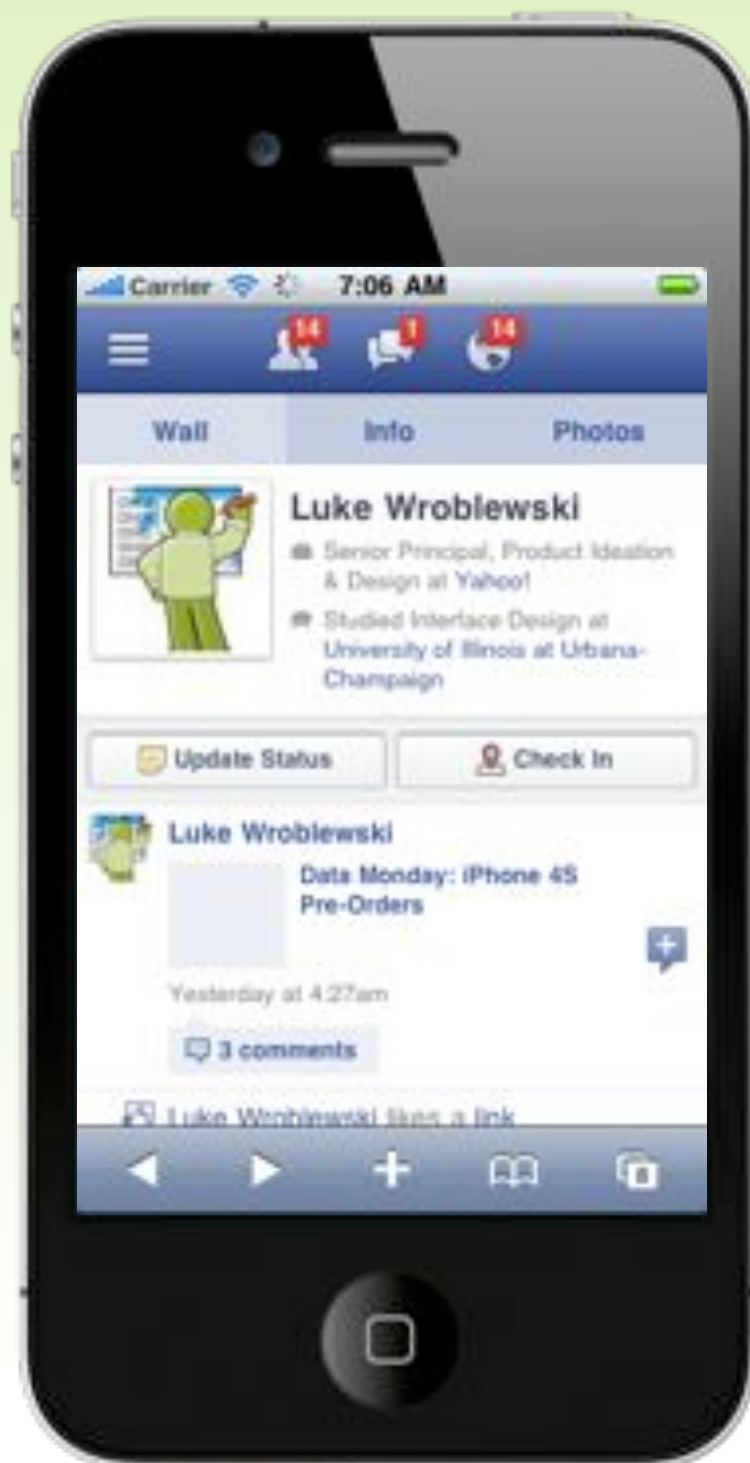 Carrier 7:06 AM
14 1 14
Wall Info Photos
Luke Wroblewski
Senior Principal, Product Ideation
& Design at Yahoo!
Studied Interface Design at
University of Illinois at Urbana-
Champaign
Update Status Check In
Luke Wroblewski
Data Monday: iPhone 4S
Pre-Orders
Yesterday at 4:27am
3 comments
Luke Wroblewski likes a link